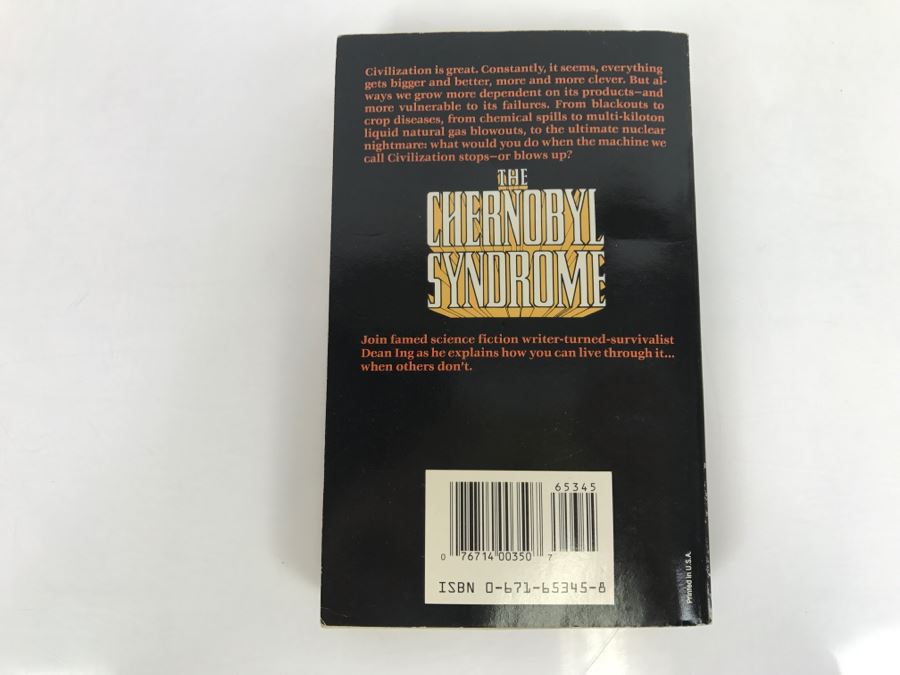 Civilization is great. Constantly, it seems, everything
gets bigger and better, more and more clever. But al-
ways we grow more dependent on its products—and
more vulnerable to its failures. From blackouts to
crop diseases, from chemical spills to multi-kiloton
liquid natural gas blowouts, to the ultimate nuclear
nightmare: what would you do when the machine we
call Civilization stops—or blows up?
THE
CHERNOBYL
SYNDROME
Join famed science fiction writer-turned-survivalist
Dean Ing as he explains how you can live through it...
when others don't.
65345
0 76714 00350 7
ISBN 0-671-65345-8
Printed in U.S.A.